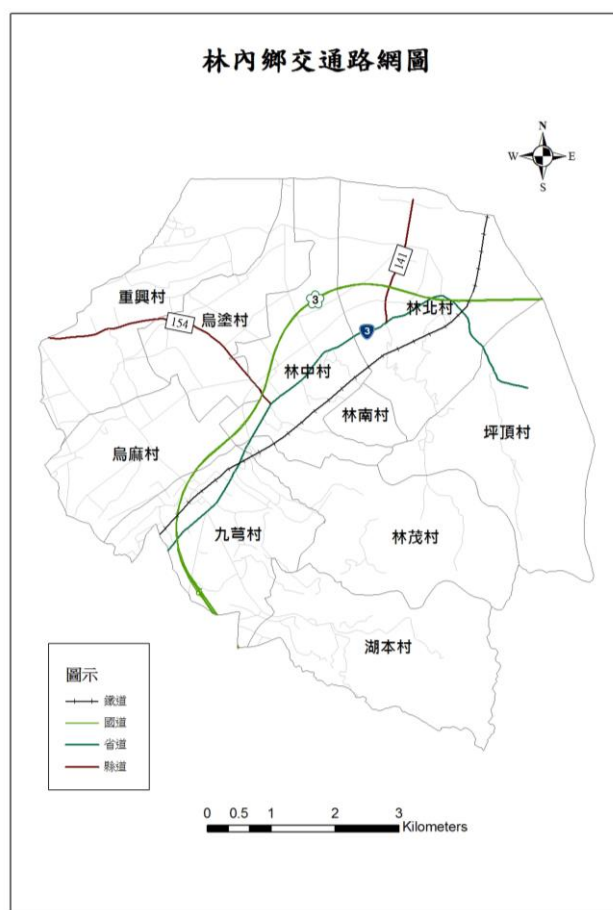 林內鄉交通路網圖
N
W E
S
141
3
重興村
154
烏塗村
林北村
3
林中村
林南村
坪頂村
烏麻村
九芎村
林茂村
湖本村
圖示
鐵道
國道
省道
縣道
0 0.5 1 2 3
Kilometers